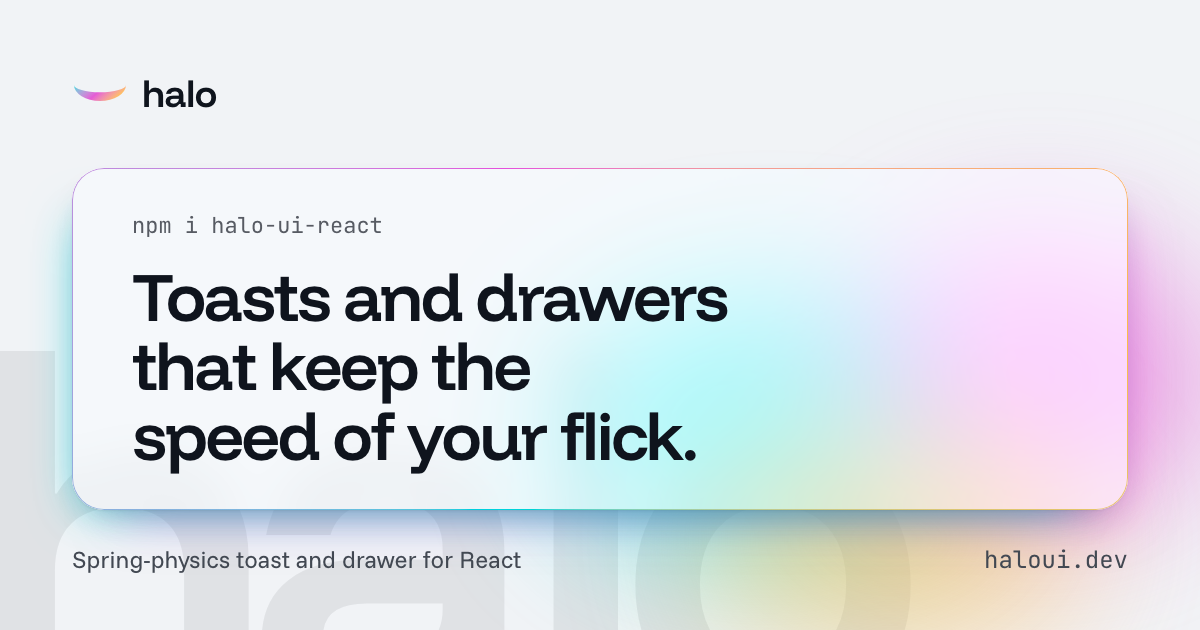 halo
npm i halo-ui-react
Toasts and drawers
that keep the
speed of your flick.
halo
Spring-physics toast and drawer for React
haloui.dev